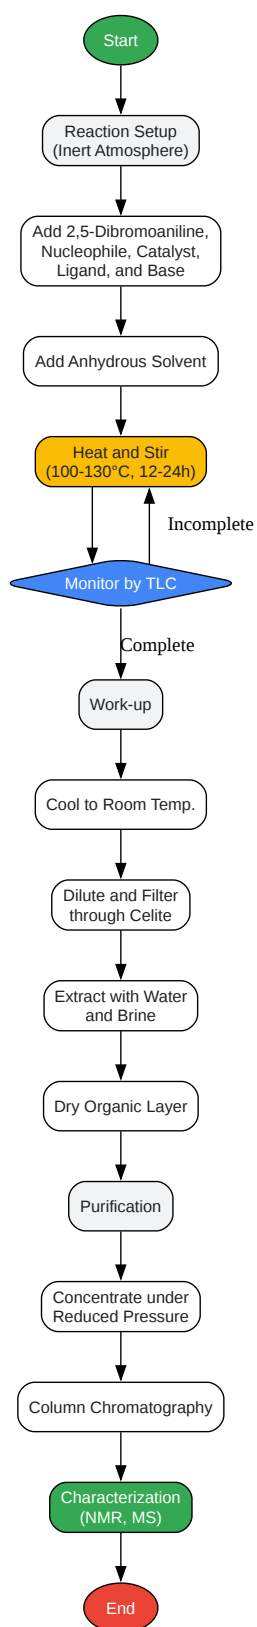 Start
Reaction Setup
(Inert Atmosphere)
Add 2,5-Dibromoaniline,
Nucleophile, Catalyst,
Ligand, and Base
Add Anhydrous Solvent
Heat and Stir
(100-130°C, 12-24h)
Incomplete
Monitor by TLC
Complete
Work-up
Cool to Room Temp.
Dilute and Filter
through Celite
Extract with Water
and Brine
Dry Organic Layer
Purification
Concentrate under
Reduced Pressure
Column Chromatography
Characterization
(NMR, MS)
End